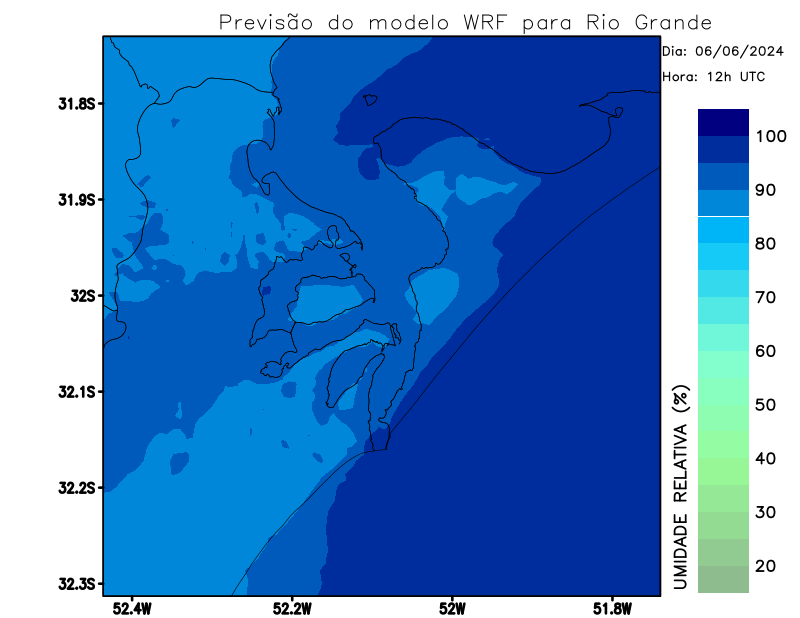 Previsão do modelo WRF para Rio Grande
Dia: 06/06/2024
Hora: 12h UTC
31.8S
31.9S
32S
32.1S
32.2S
32.3S
52.4W
52.2W
52W
51.8W
100
90
80
70
60
50
40
30
20
UMIDADE RELATIVA (%)